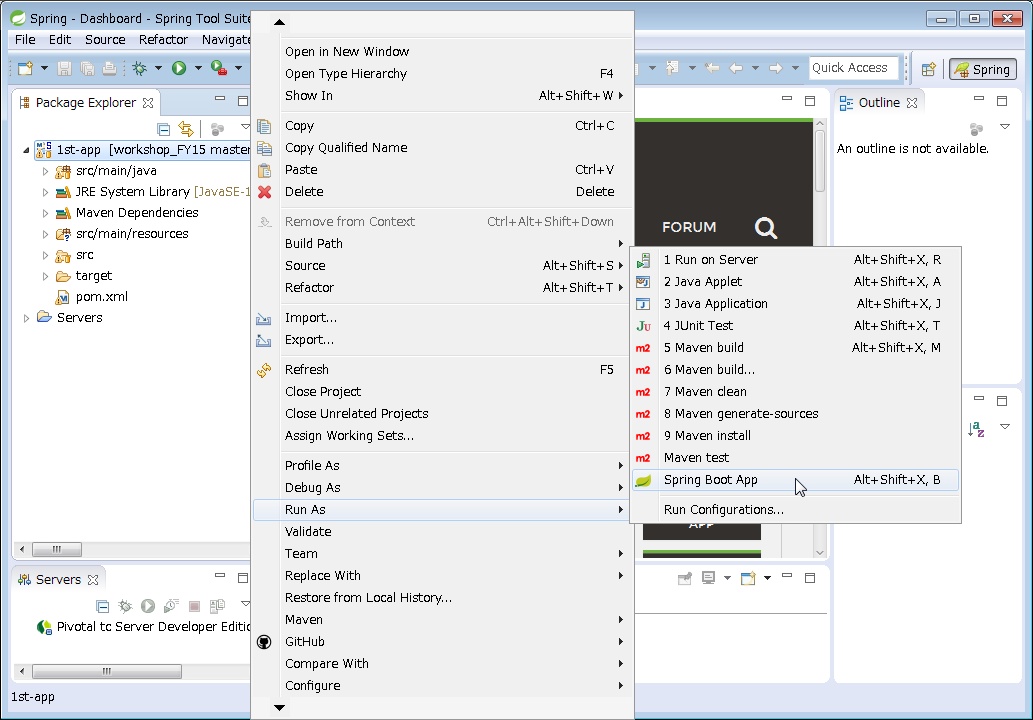 Spring - Dashboard - Spring Tool Suite
File Edit Source Refactor Navigate
Quick Access
Spring
Package Explorer
1st-app [workshop_FY15 master
src/main/java
JRE System Library [JavaSE-1
Maven Dependencies
src/main/resources
src
target
pom.xml
Servers
Servers
Pivotal tc Server Developer Editio
1st-app
Open in New Window
Open Type Hierarchy F4
Show In Alt+Shift+W
Copy Ctrl+C
Copy Qualified Name
Paste Ctrl+V
Delete Delete
Remove from Context Ctrl+Alt+Shift+Down
Build Path
Source Alt+Shift+S
Refactor Alt+Shift+T
Import...
Export...
Refresh F5
Close Project
Close Unrelated Projects
Assign Working Sets...
Profile As
Debug As
Run As
Validate
Team
Replace With
Restore from Local History...
Maven
GitHub
Compare With
Configure
FORUM
1 Run on Server Alt+Shift+X, R
2 Java Applet Alt+Shift+X, A
3 Java Application Alt+Shift+X, J
Ju 4 JUnit Test Alt+Shift+X, T
m2 5 Maven build Alt+Shift+X, M
m2 6 Maven build...
m2 7 Maven clean
m2 8 Maven generate-sources
m2 9 Maven install
m2 Maven test
Spring Boot App Alt+Shift+X, B
Run Configurations...
APP
Outline
An outline is not available.